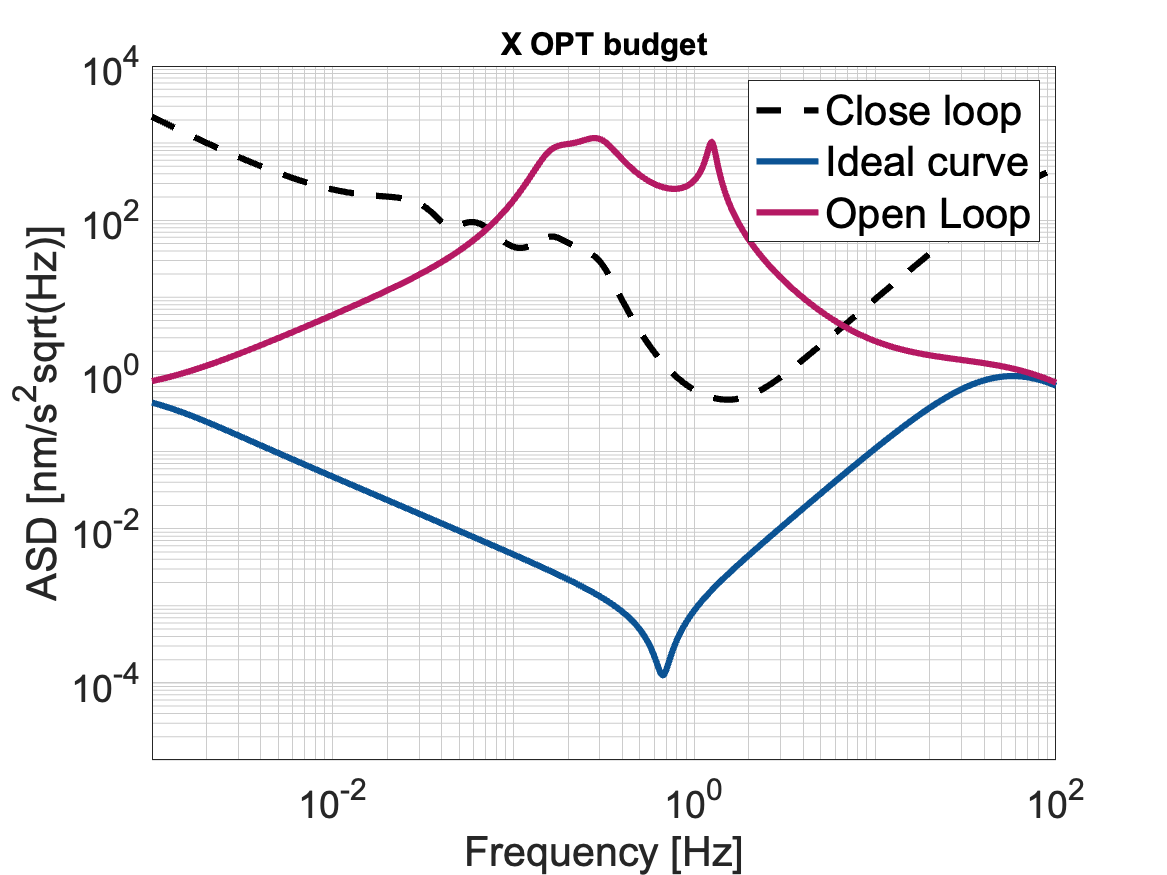 X OPT budget
10^4
10^2
10^0
10^-2
10^-4
ASD [nm/s^2sqrt(Hz)]
Close loop
Ideal curve
Open Loop
10^-2
10^0
10^2
Frequency [Hz]